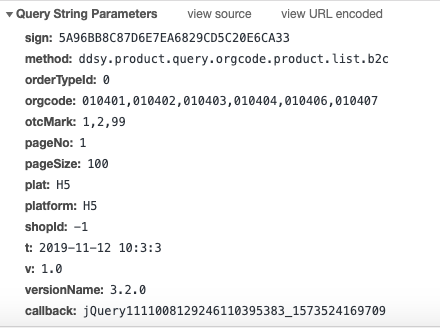 Query String Parameters view source view URL encoded
sign: 5A96BB8C87D6E7EA6829CD5C20E6CA33
method: ddsy.product.query.orgcode.product.list.b2c
orderTypeId: 0
orgcode: 010401,010402,010403,010404,010406,010407
otcMark: 1,2,99
pageNo: 1
pageSize: 100
plat: H5
platform: H5
shopId: -1
t: 2019-11-12 10:3:3
v: 1.0
versionName: 3.2.0
callback: jQuery1111008129246110395383_1573524169709